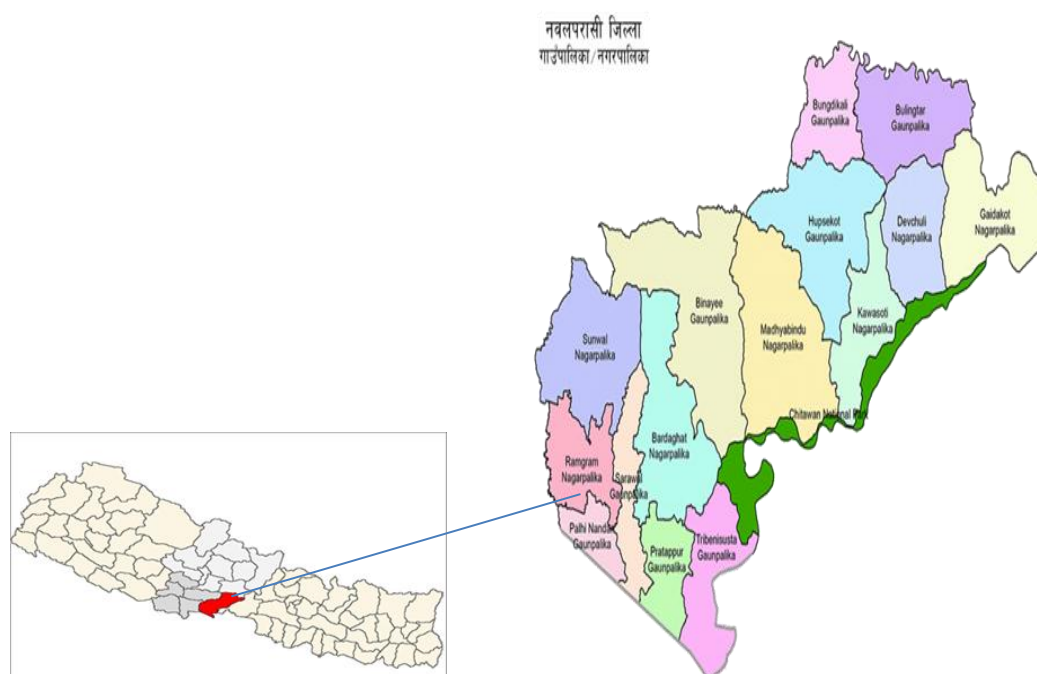 नवलपरासी जिल्ला
गाउँपालिका/नगरपालिका
Bungdikali
Gaunpalika
Bulingtar
Gaunpalika
Hupsekot
Gaunpalika
Devchuli
Nagarpalika
Gaidakot
Nagarpalika
Binayee
Gaunpalika
Madhyabindu
Nagarpalika
Kawasoti
Nagarpalika
Sunwal
Nagarpalika
Chitawan National Park
Bardaghat
Nagarpalika
Ramgram
Nagarpalika
Sarawal
Gaunpalika
Palhi Nandan
Gaunpalika
Pratappur
Gaunpalika
Tribenisusta
Gaunpalika